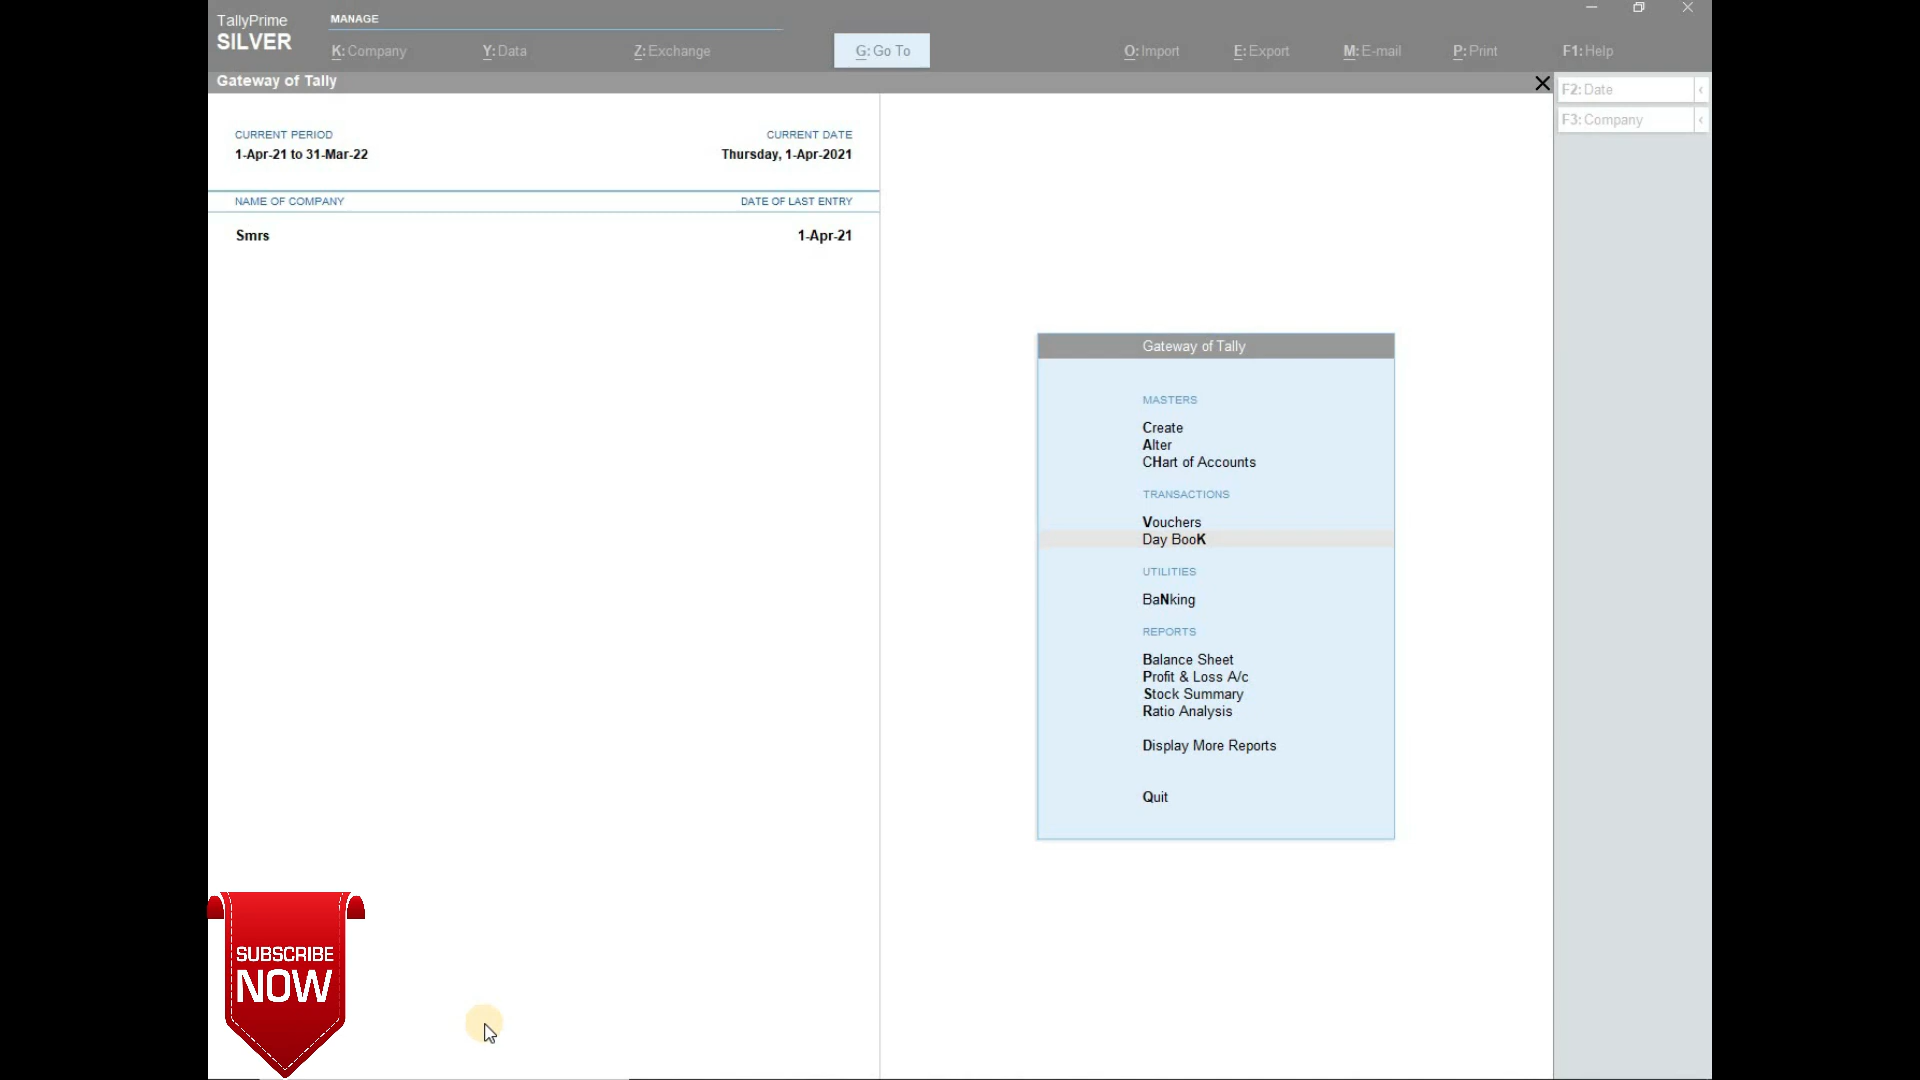 TallyPrime
SILVER
MANAGE
K: Company
Y: Data
Z: Exchange
G: Go To
O: Import
E: Export
M: E-mail
P: Print
F1: Help
Gateway of Tally
F2: Date
F3: Company
CURRENT PERIOD
CURRENT DATE
1-Apr-21 to 31-Mar-22
Thursday, 1-Apr-2021
NAME OF COMPANY
DATE OF LAST ENTRY
Smrs
1-Apr-21
Gateway of Tally
MASTERS
Create
Alter
CHart of Accounts
TRANSACTIONS
Vouchers
Day BooK
UTILITIES
BaNking
REPORTS
Balance Sheet
Profit & Loss A/c
Stock Summary
Ratio Analysis
Display More Reports
Quit
SUBSCRIBE
NOW